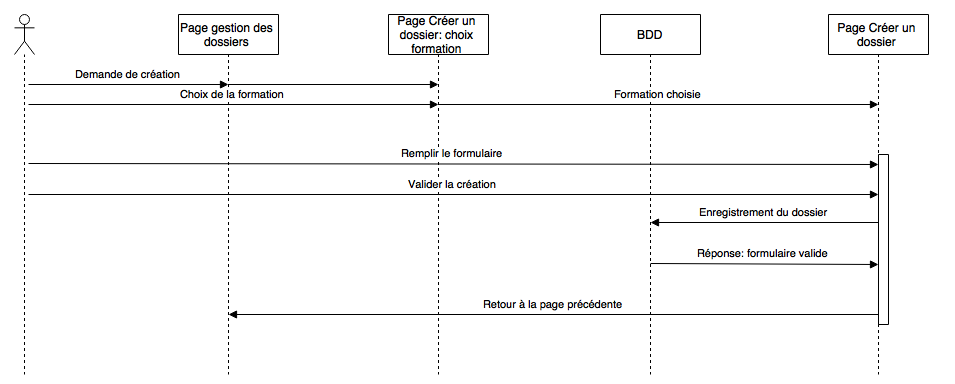 Page gestion des
dossiers
Page Créer un
dossier: choix
formation
BDD
Page Créer un
dossier
Demande de création
Choix de la formation
Formation choisie
Remplir le formulaire
Valider la création
Enregistrement du dossier
Réponse: formulaire valide
Retour à la page précédente